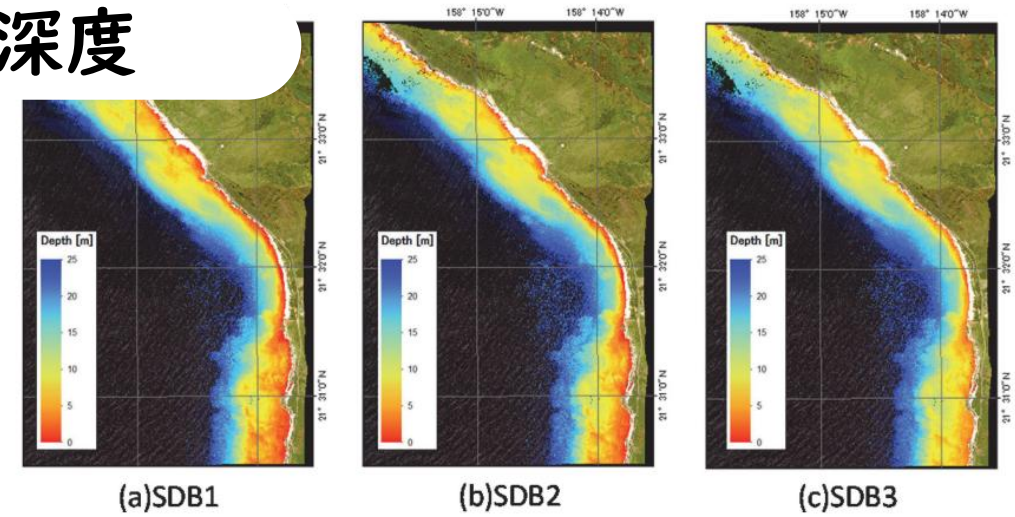 深度
158° 15'0"W 158° 14'0"W
158° 15'0"W 158° 14'0"W
21° 33'0"N
21° 32'0"N
21° 31'0"N
21° 33'0"N
21° 32'0"N
21° 31'0"N
21° 33'0"N
21° 32'0"N
21° 31'0"N
Depth [m]
25
20
15
10
5
0
Depth [m]
25
20
15
10
5
0
Depth [m]
25
20
15
10
5
0
(a)SDB1
(b)SDB2
(c)SDB3